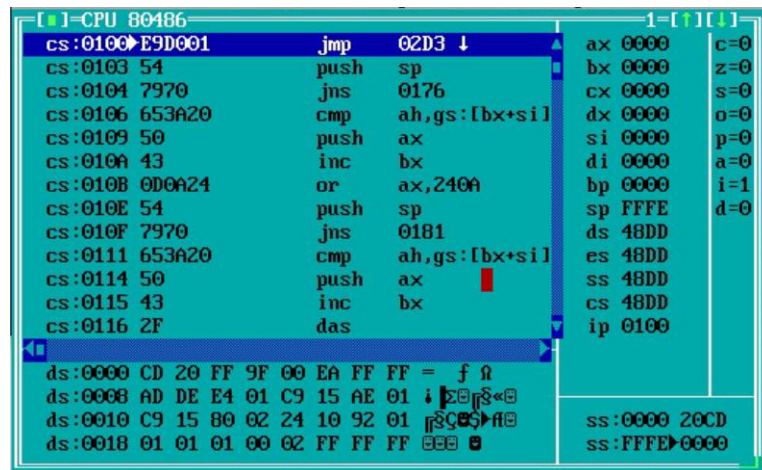 [■]=CPU 80486 1=[↑][↓]
cs:0100►E9D001 jmp 02D3 ↓ ax 0000 c=0
cs:0103 54 push sp bx 0000 z=0
cs:0104 7970 jns 0176 cx 0000 s=0
cs:0106 653A20 cmp ah,gs:[bx+si] dx 0000 o=0
cs:0109 50 push ax si 0000 p=0
cs:010A 43 inc bx di 0000 a=0
cs:010B 0D0A24 or ax,240A bp 0000 i=1
cs:010E 54 push sp sp FFFE d=0
cs:010F 7970 jns 0181 ds 48DD
cs:0111 653A20 cmp ah,gs:[bx+si] es 48DD
cs:0114 50 push ax ss 48DD
cs:0115 43 inc bx cs 48DD
cs:0116 2F das ip 0100
ds:0000 CD 20 FF 9F 00 EA FF FF = ƒ Ω
ds:0008 AD DE E4 01 C9 15 AE 01 ¡▐Σ☺╔§«☺
ds:0010 C9 15 80 02 24 10 92 01 ╔§Ç☻$►Æ☺ ss:0000 20CD
ds:0018 01 01 01 00 02 FF FF FF ☺☺☺ ☻ ss:FFFE►0000